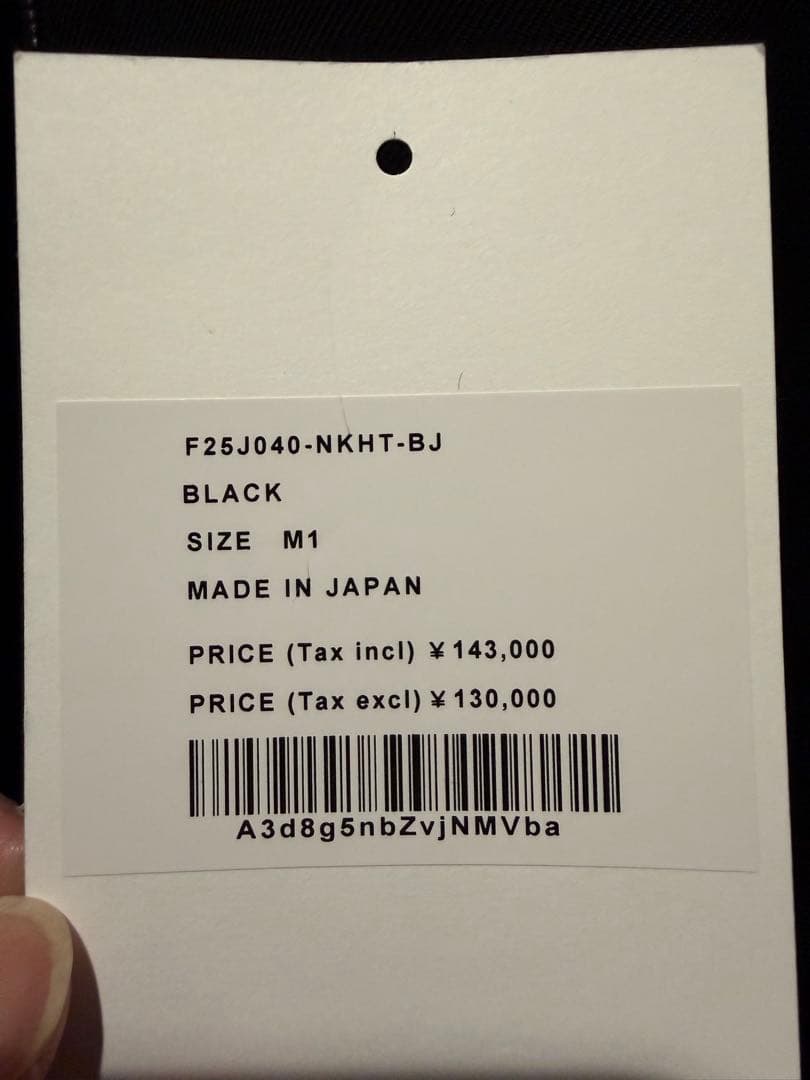 F25J040-NKHT-BJ
BLACK
SIZE M1
MADE IN JAPAN
PRICE (Tax incl) ¥143,000
PRICE (Tax excl) ¥130,000
A3d8g5nbZvjNMVba